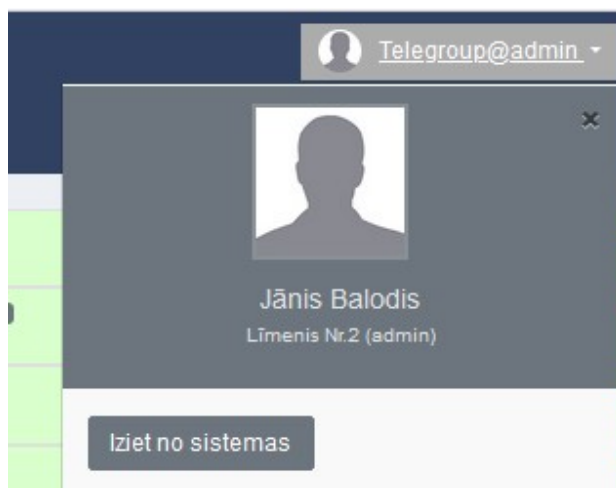 Telegroup@admin
Jānis Balodis
Līmenis Nr.2 (admin)
Iziet no sistemas